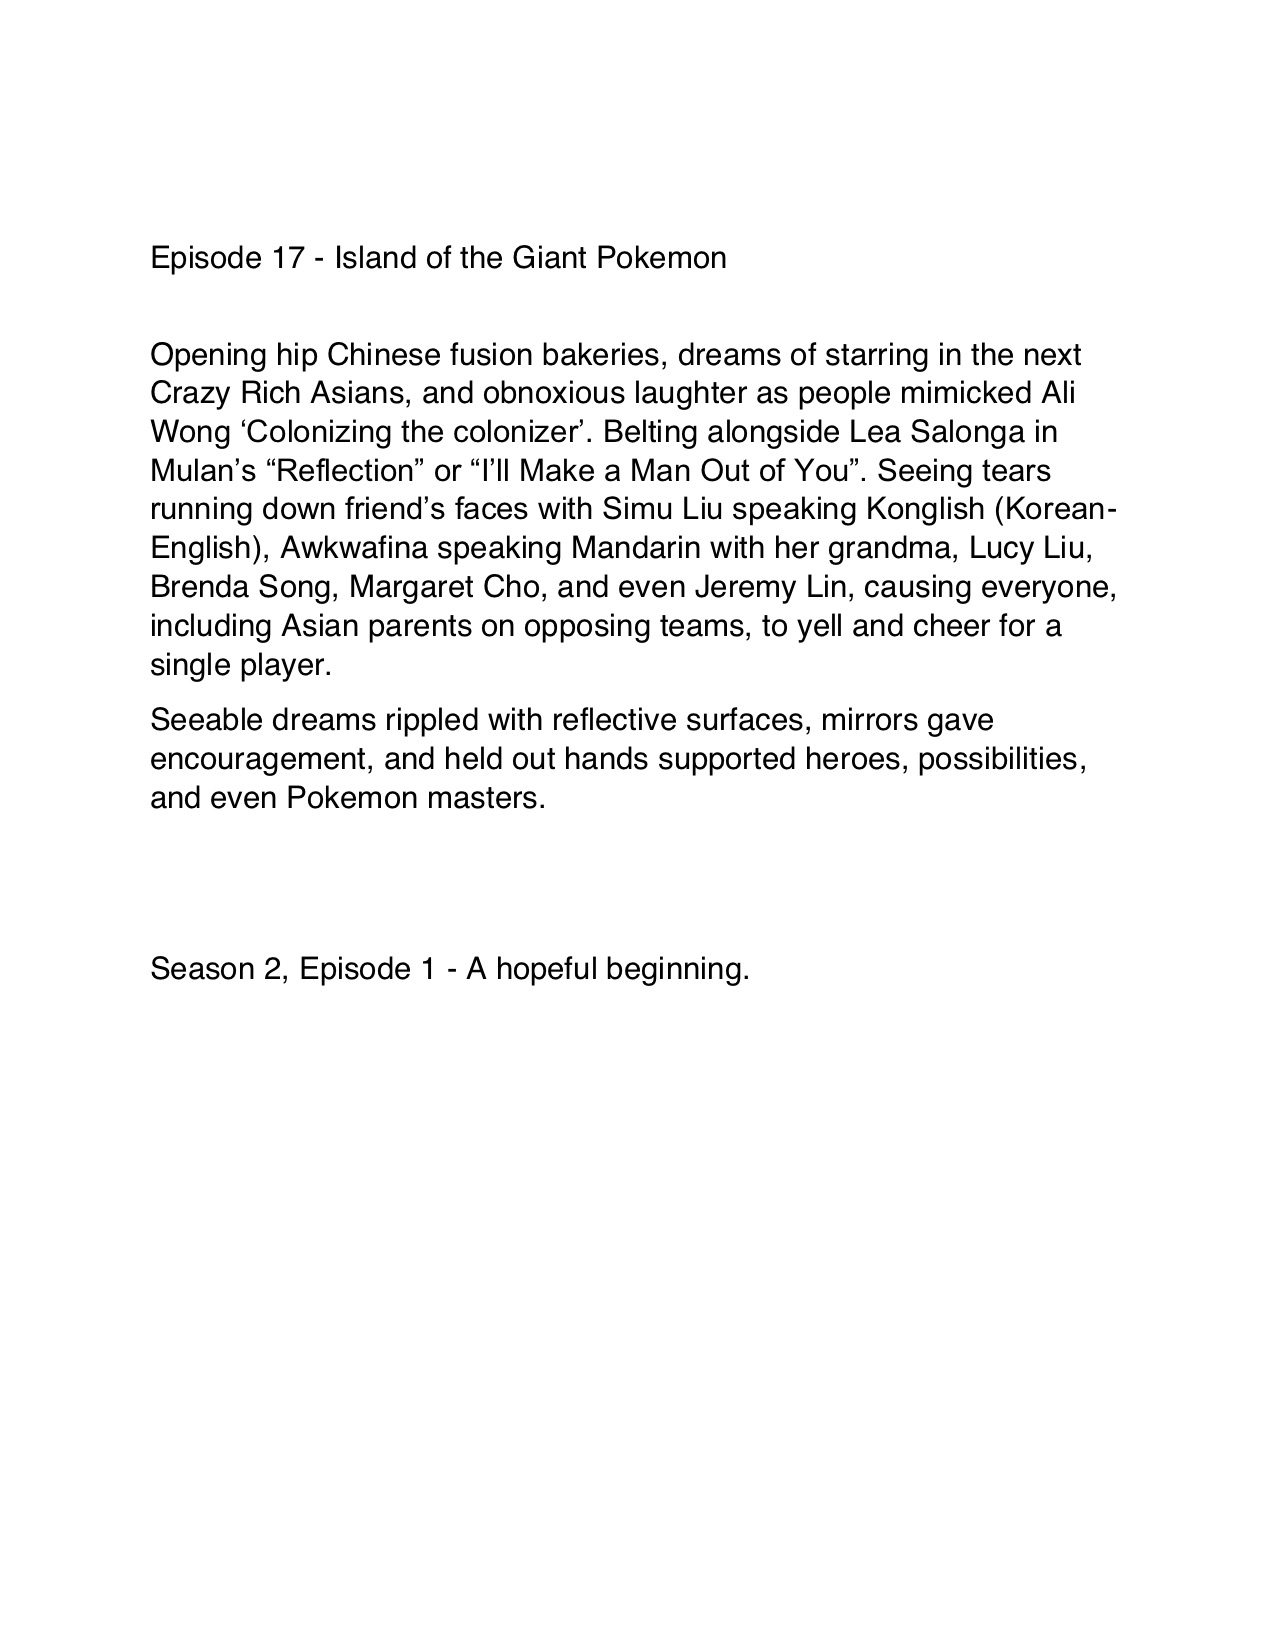 Episode 17 - Island of the Giant Pokemon
Opening hip Chinese fusion bakeries, dreams of starring in the next
Crazy Rich Asians, and obnoxious laughter as people mimicked Ali
Wong ‘Colonizing the colonizer’. Belting alongside Lea Salonga in
Mulan’s “Reflection” or “I’ll Make a Man Out of You”. Seeing tears
running down friend’s faces with Simu Liu speaking Konglish (Korean-
English), Awkwafina speaking Mandarin with her grandma, Lucy Liu,
Brenda Song, Margaret Cho, and even Jeremy Lin, causing everyone,
including Asian parents on opposing teams, to yell and cheer for a
single player.
Seeable dreams rippled with reflective surfaces, mirrors gave
encouragement, and held out hands supported heroes, possibilities,
and even Pokemon masters.
Season 2, Episode 1 - A hopeful beginning.